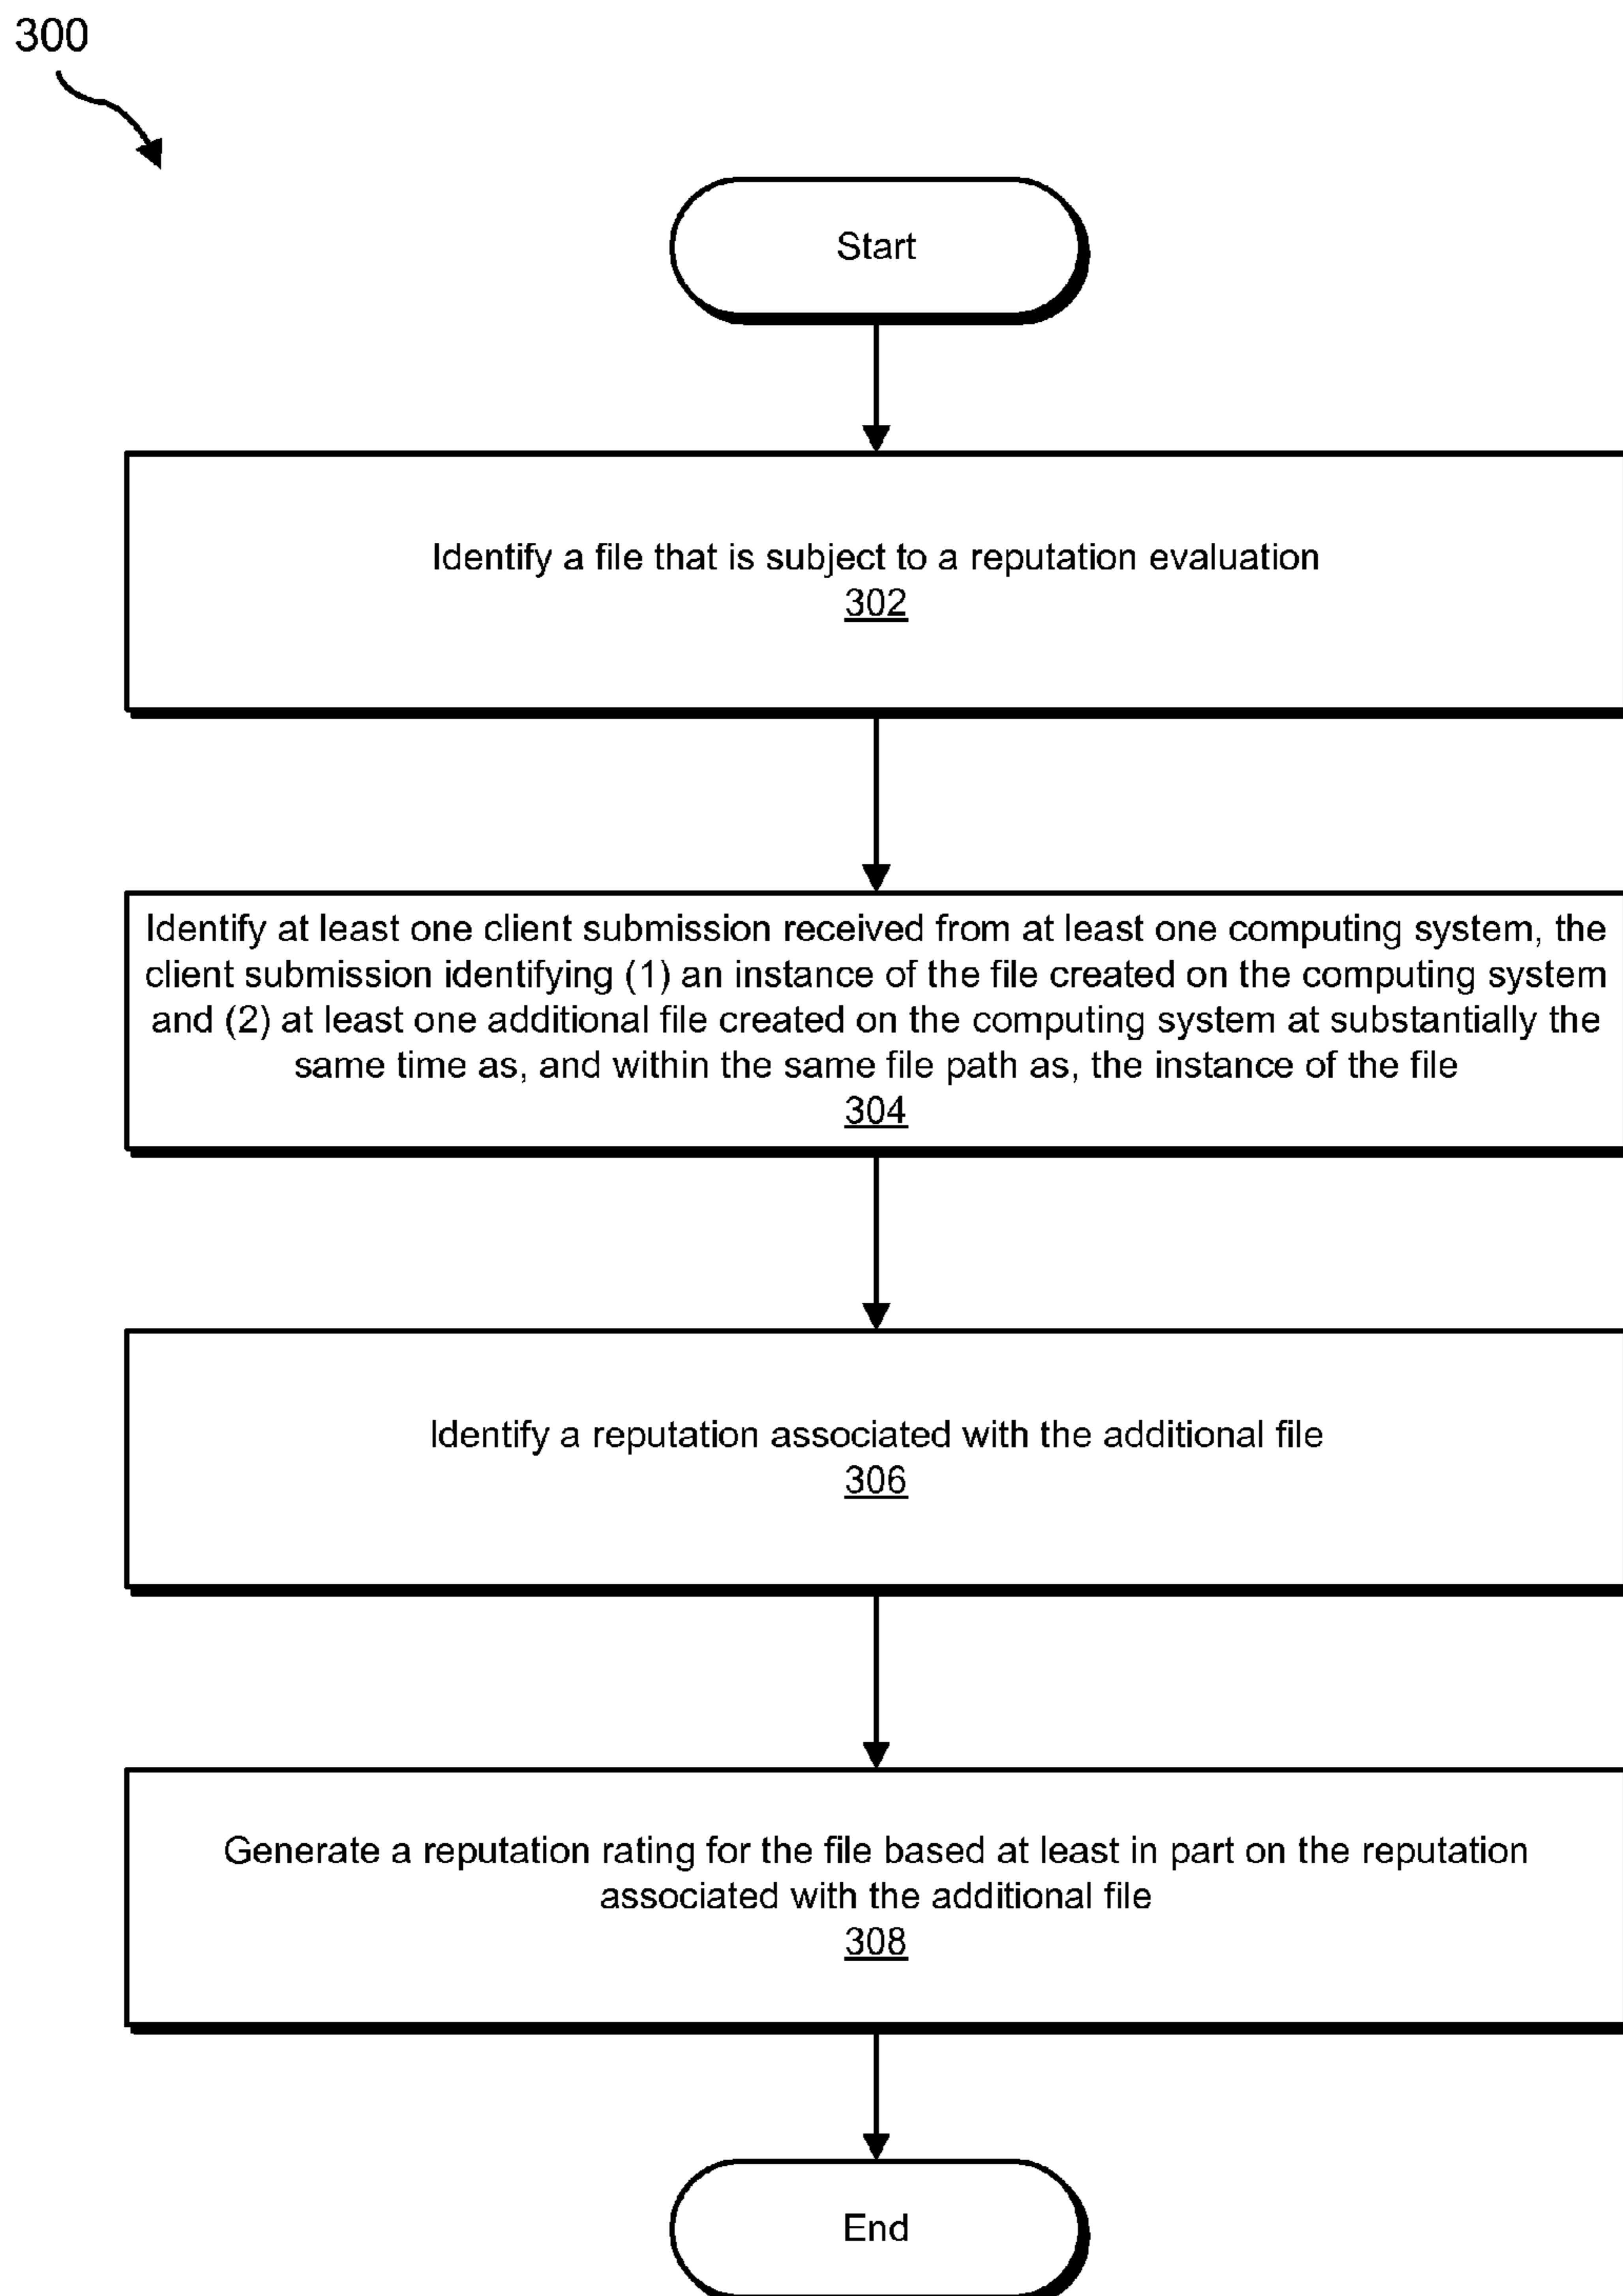 300
Start
Identify a file that is subject to a reputation evaluation
302
Identify at least one client submission received from at least one computing system, the
client submission identifying (1) an instance of the file created on the computing system
and (2) at least one additional file created on the computing system at substantially the
same time as, and within the same file path as, the instance of the file
304
Identify a reputation associated with the additional file
306
Generate a reputation rating for the file based at least in part on the reputation
associated with the additional file
308
End